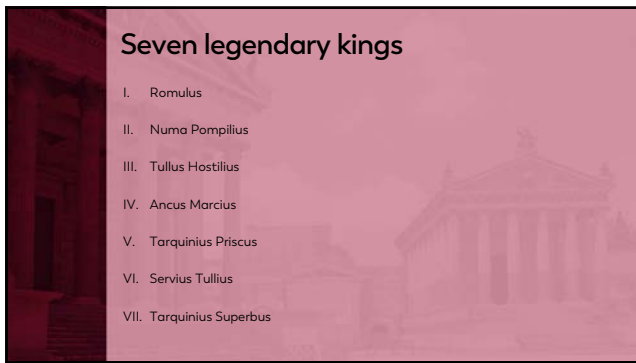 Seven legendary kings
I. Romulus
II. Numa Pompilius
III. Tullus Hostilius
IV. Ancus Marcius
V. Tarquinius Priscus
VI. Servius Tullius
VII. Tarquinius Superbus